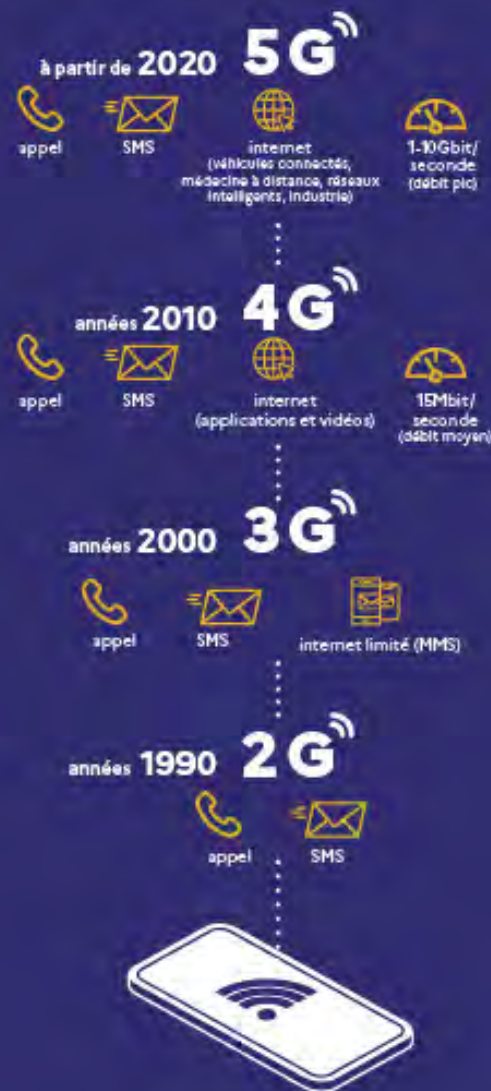 à partir de 2020 5G
appel
SMS
internet
(véhicules connectés,
médecine à distance, réseaux
intelligents, industrie)
1-10Gbit/
seconde
(débit pic)
années 2010 4G
appel
SMS
internet
(applications et vidéos)
15Mbit/
seconde
(débit moyen)
années 2000 3G
appel
SMS
internet limité (MMS)
années 1990 2G
appel
SMS